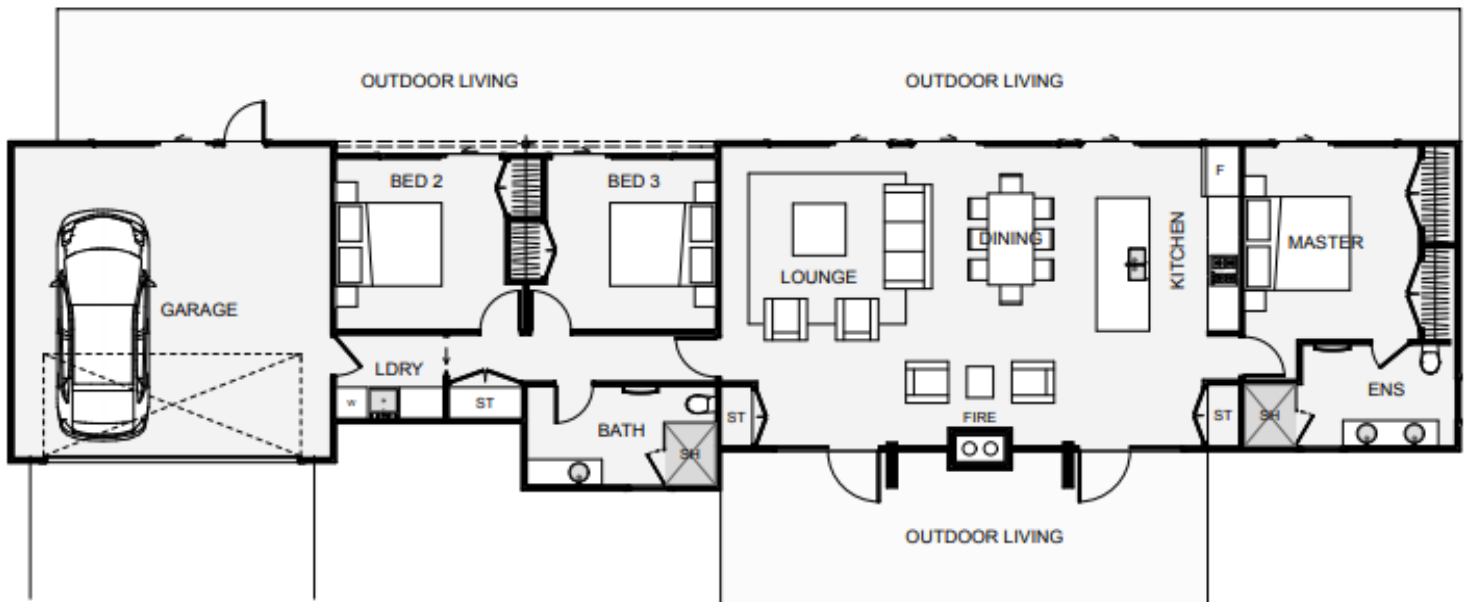 OUTDOOR LIVING
OUTDOOR LIVING
BED 2
BED 3
F
DINING
KITCHEN
MASTER
LOUNGE
GARAGE
LDRY
W
ST
BATH
SH
ST
FIRE
ST
SH
ENS
OUTDOOR LIVING